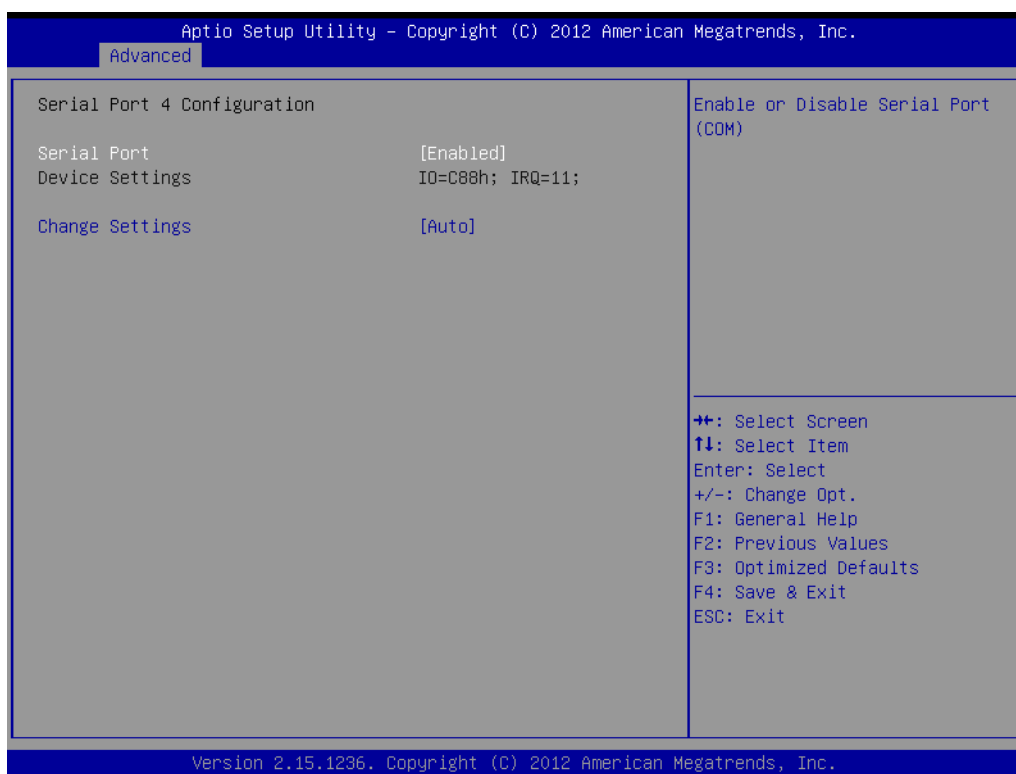 Aptio Setup Utility – Copyright (C) 2012 American Megatrends, Inc.
Advanced
Serial Port 4 Configuration
Serial Port [Enabled]
Device Settings IO=C88h; IRQ=11;
Change Settings [Auto]
Enable or Disable Serial Port
(COM)
→←: Select Screen
↑↓: Select Item
Enter: Select
+/-: Change Opt.
F1: General Help
F2: Previous Values
F3: Optimized Defaults
F4: Save & Exit
ESC: Exit
Version 2.15.1236. Copyright (C) 2012 American Megatrends, Inc.